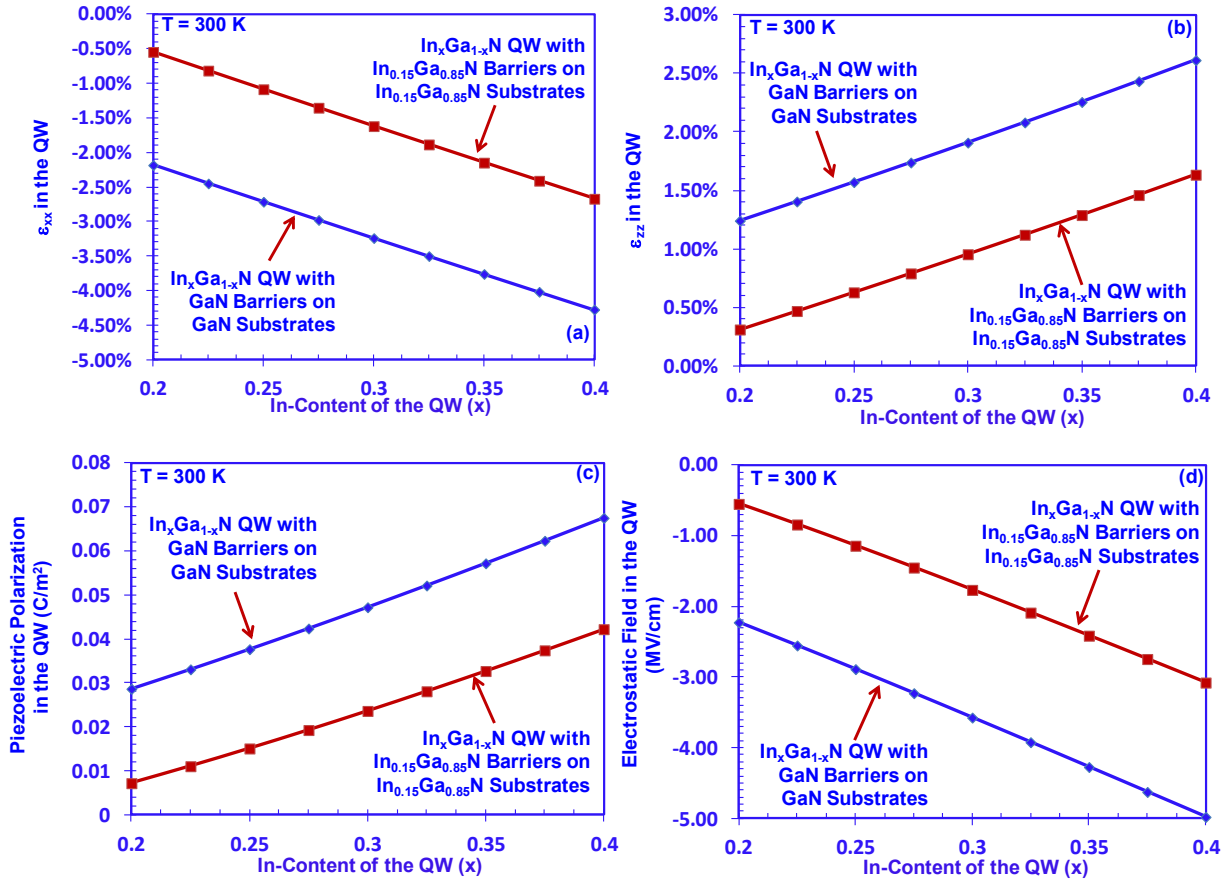 T = 300 K
0.00%
-0.50%
-1.00%
-1.50%
-2.00%
-2.50%
-3.00%
-3.50%
-4.00%
-4.50%
-5.00%
εxx in the QW
InxGa1-xN QW with
In0.15Ga0.85N Barriers on
In0.15Ga0.85N Substrates
InxGa1-xN QW with
GaN Barriers on
GaN Substrates
(a)
0.2 0.25 0.3 0.35 0.4
In-Content of the QW (x)
(b)
3.00%
2.50%
2.00%
1.50%
1.00%
0.50%
0.00%
εzz in the QW
InxGa1-xN QW with
GaN Barriers on
GaN Substrates
InxGa1-xN QW with
In0.15Ga0.85N Barriers on
In0.15Ga0.85N Substrates
0.2 0.25 0.3 0.35 0.4
In-Content of the QW (x)
T = 300 K
(c)
0.08
0.07
0.06
0.05
0.04
0.03
0.02
0.01
0
Piezoelectric Polarization
in the QW (C/m²)
InxGa1-xN QW with
GaN Barriers on
GaN Substrates
InxGa1-xN QW with
In0.15Ga0.85N Barriers on
In0.15Ga0.85N Substrates
0.2 0.25 0.3 0.35 0.4
In-Content of the QW (x)
T = 300 K
(d)
0.00
-1.00
-2.00
-3.00
-4.00
-5.00
Electrostatic Field in the QW
(MV/cm)
InxGa1-xN QW with
In0.15Ga0.85N Barriers on
In0.15Ga0.85N Substrates
InxGa1-xN QW with
GaN Barriers on
GaN Substrates
0.2 0.25 0.3 0.35 0.4
In-Content of the QW (x)